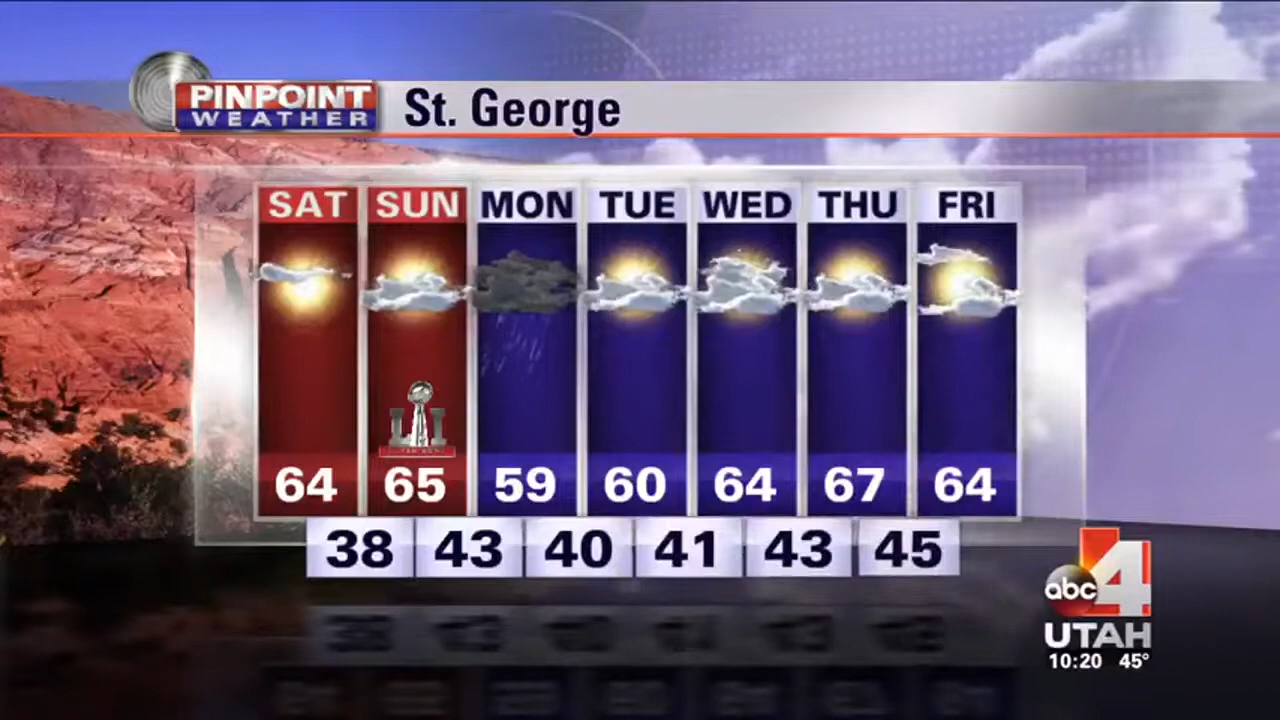 PINPOINT
WEATHER
St. George
SAT SUN MON TUE WED THU FRI
LI
64 65 59 60 64 67 64
38 43 40 41 43 45
abc 4
UTAH
10:20 45°